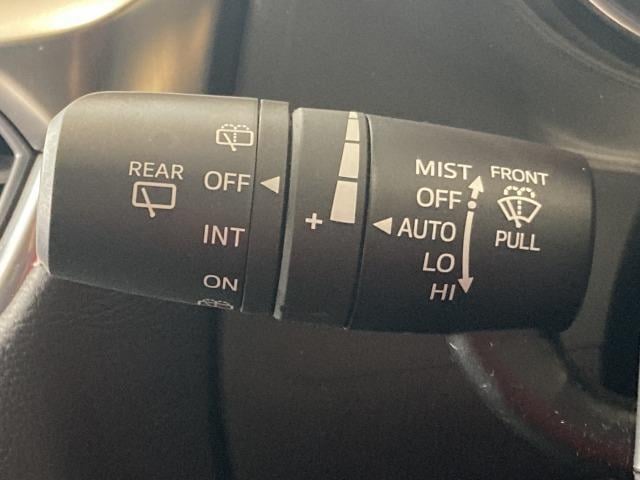 REAR
OFF
INT
ON
+
MIST
OFF
AUTO
LO
HI
FRONT
PULL